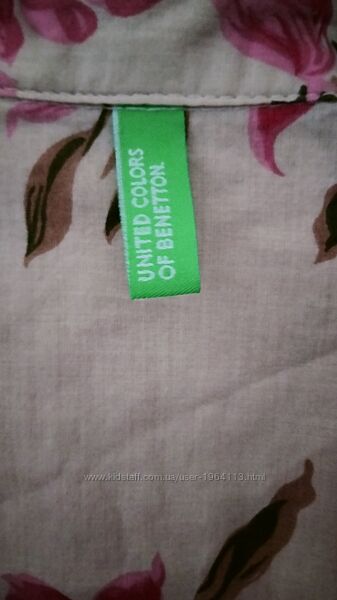 UNITED COLORS
OF BENETTON.
www.kidstaff.com.ua/user-1964113.html